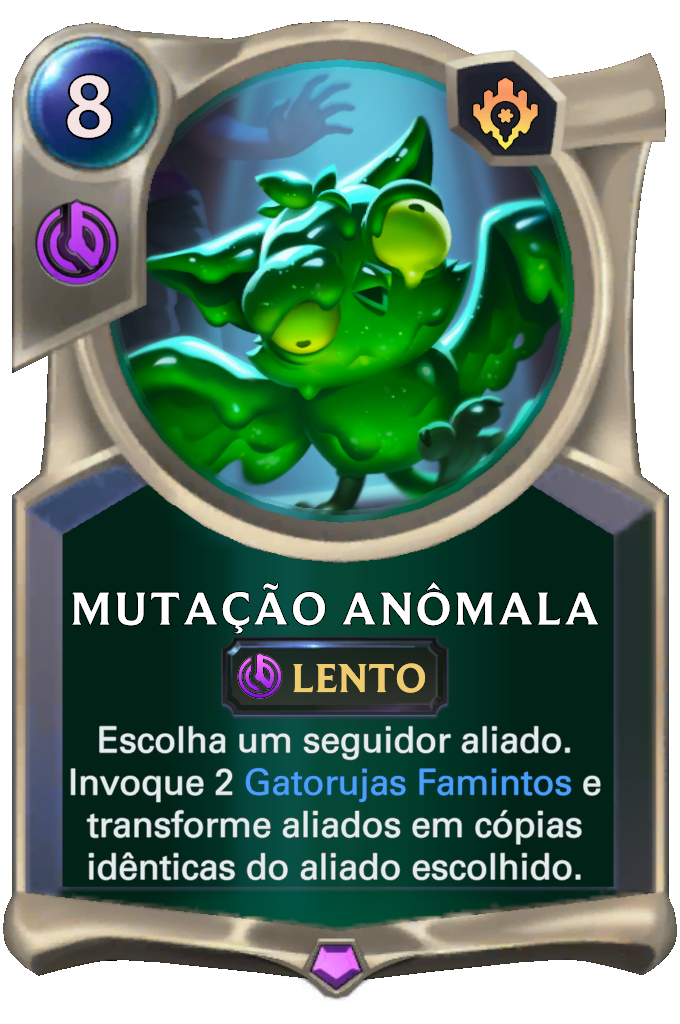 8
MUTAÇÃO ANÔMALA
LENTO
Escolha um seguidor aliado.
Invoque 2 Gatorujas Famintos e
transforme aliados em cópias
idênticas do aliado escolhido.